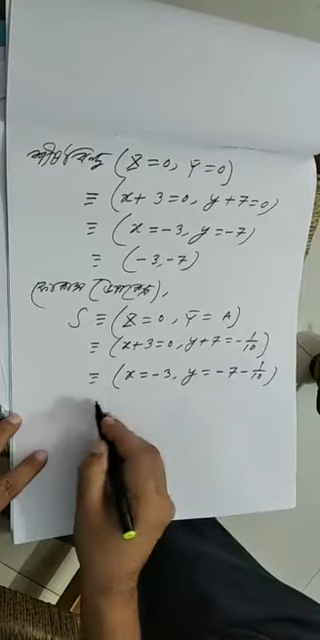 শীর্ষবিন্দু (X=0, Y=0)
≡ (x+3=0, y+7=0)
≡ (x=-3, y=-7)
≡ (-3,-7)
ফোকাস (উপকেন্দ্র),
S ≡ (X=0, Y=A)
≡ (x+3=0, y+7=-1/10)
≡ (x=-3, y=-7-1/10)